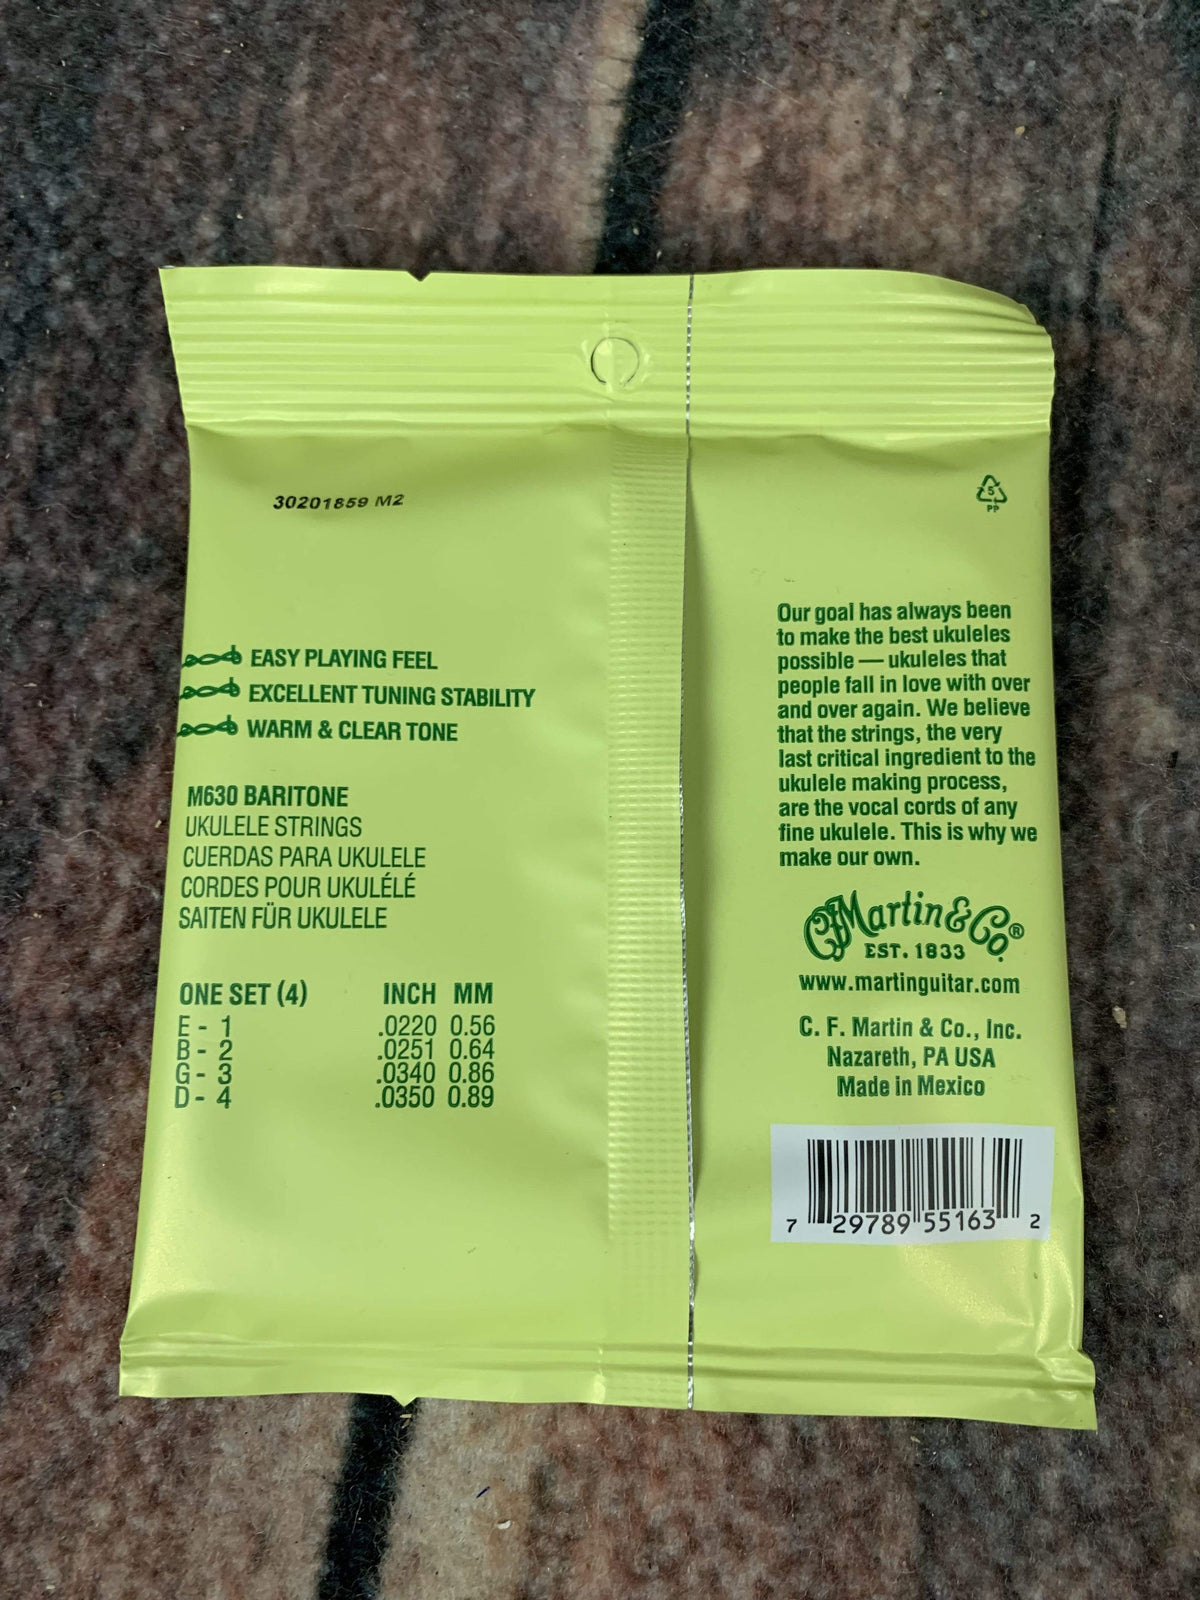 30201859 M2
EASY PLAYING FEEL
EXCELLENT TUNING STABILITY
WARM & CLEAR TONE
M630 BARITONE
UKULELE STRINGS
CUERDAS PARA UKULELE
CORDES POUR UKULÉLÉ
SAITEN FÜR UKULELE
ONE SET (4) INCH MM
E - 1 .0220 0.56
B - 2 .0251 0.64
G - 3 .0340 0.86
D - 4 .0350 0.89
5
PP
Our goal has always been
to make the best ukuleles
possible — ukuleles that
people fall in love with over
and over again. We believe
that the strings, the very
last critical ingredient to the
ukulele making process,
are the vocal cords of any
fine ukulele. This is why we
make our own.
CF Martin & Co.®
EST. 1833
www.martinguitar.com
C. F. Martin & Co., Inc.
Nazareth, PA USA
Made in Mexico
7 29789 55163 2